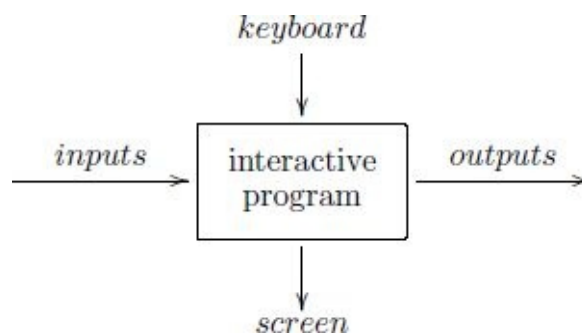 keyboard
inputs
interactive
program
outputs
screen